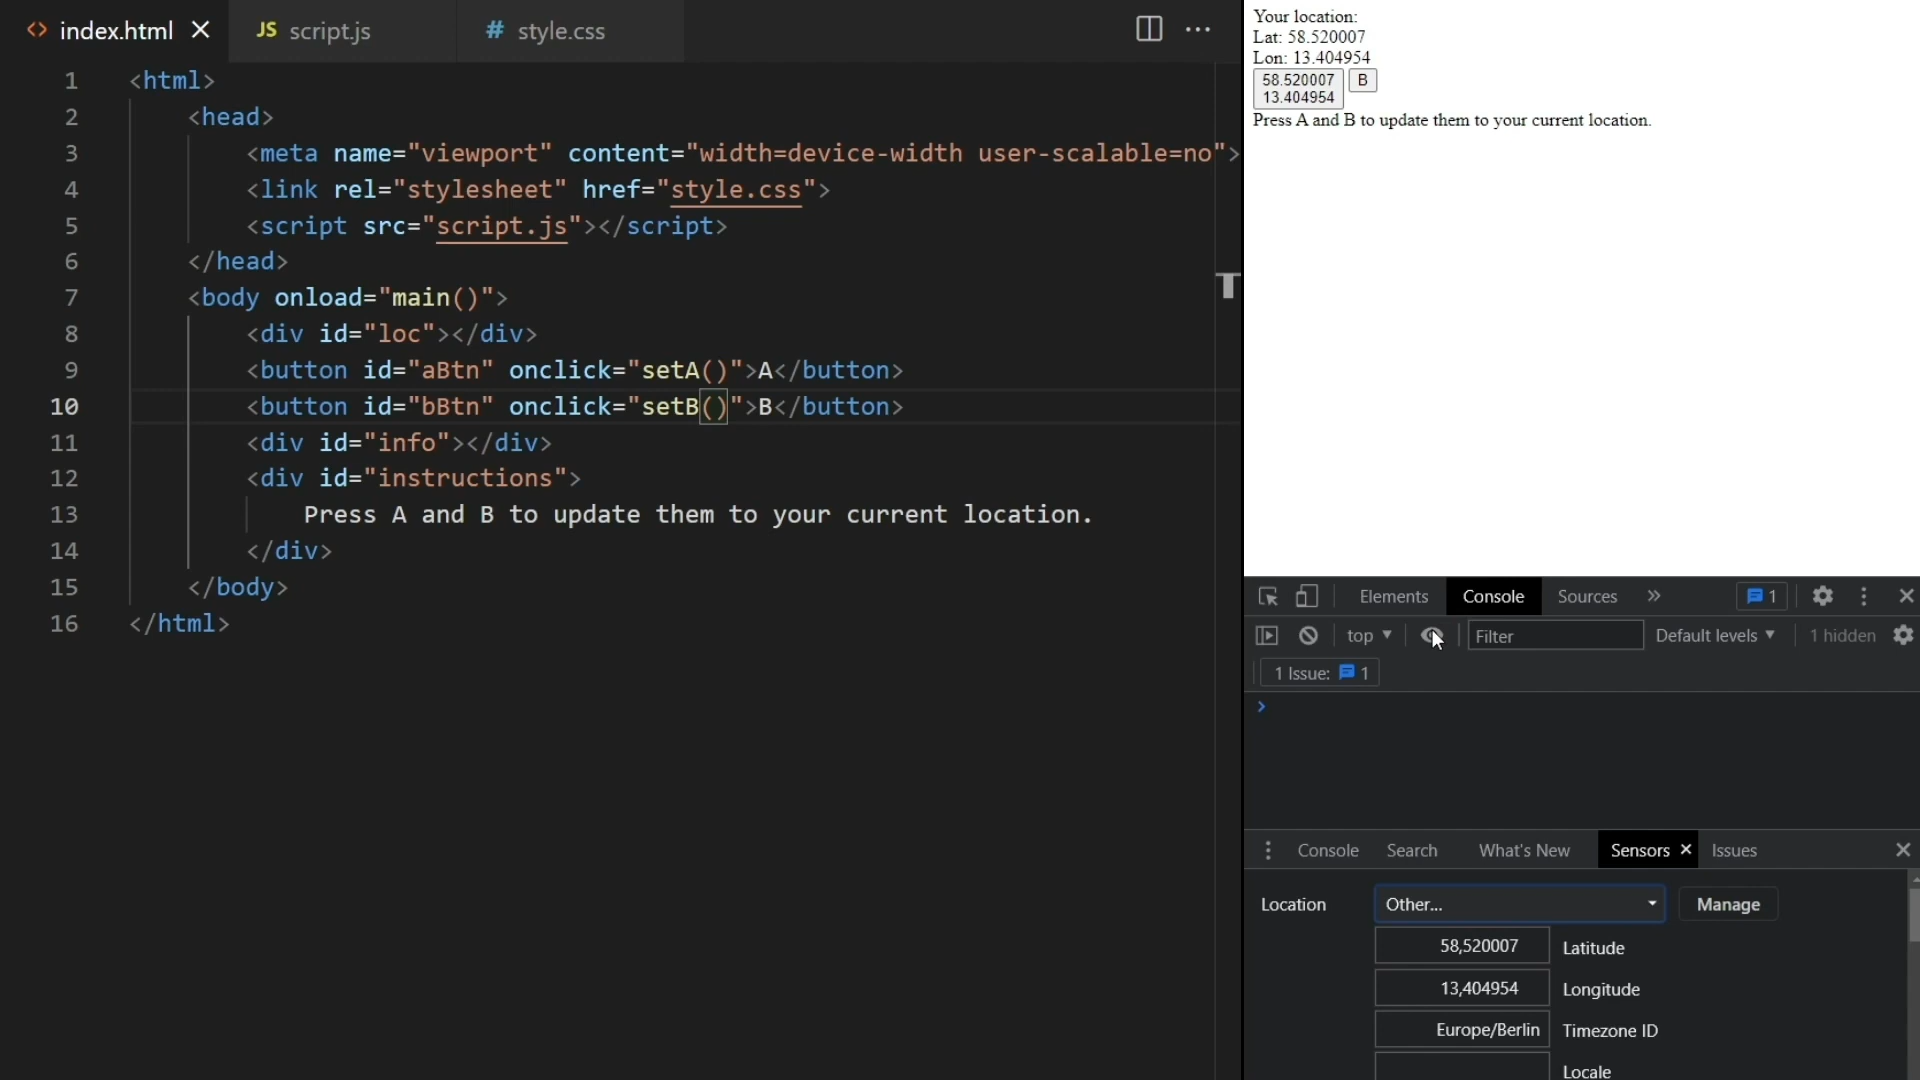 index.html
JS script.js
# style.css
1 <html>
2 <head>
3 <meta name="viewport" content="width=device-width user-scalable=no">
4 <link rel="stylesheet" href="style.css">
5 <script src="script.js"></script>
6 </head>
7 <body onload="main()">
8 <div id="loc"></div>
9 <button id="aBtn" onclick="setA()">A</button>
10 <button id="bBtn" onclick="setB()">B</button>
11 <div id="info"></div>
12 <div id="instructions">
13 Press A and B to update them to your current location.
14 </div>
15 </body>
16 </html>
Your location:
Lat: 58.520007
Lon: 13.404954
58.520007
13.404954
B
Press A and B to update them to your current location.
Elements Console Sources » 1
top Filter Default levels 1 hidden
1 Issue: 1
Console Search What's New Sensors Issues
Location Other... Manage
58,520007 Latitude
13,404954 Longitude
Europe/Berlin Timezone ID
Locale